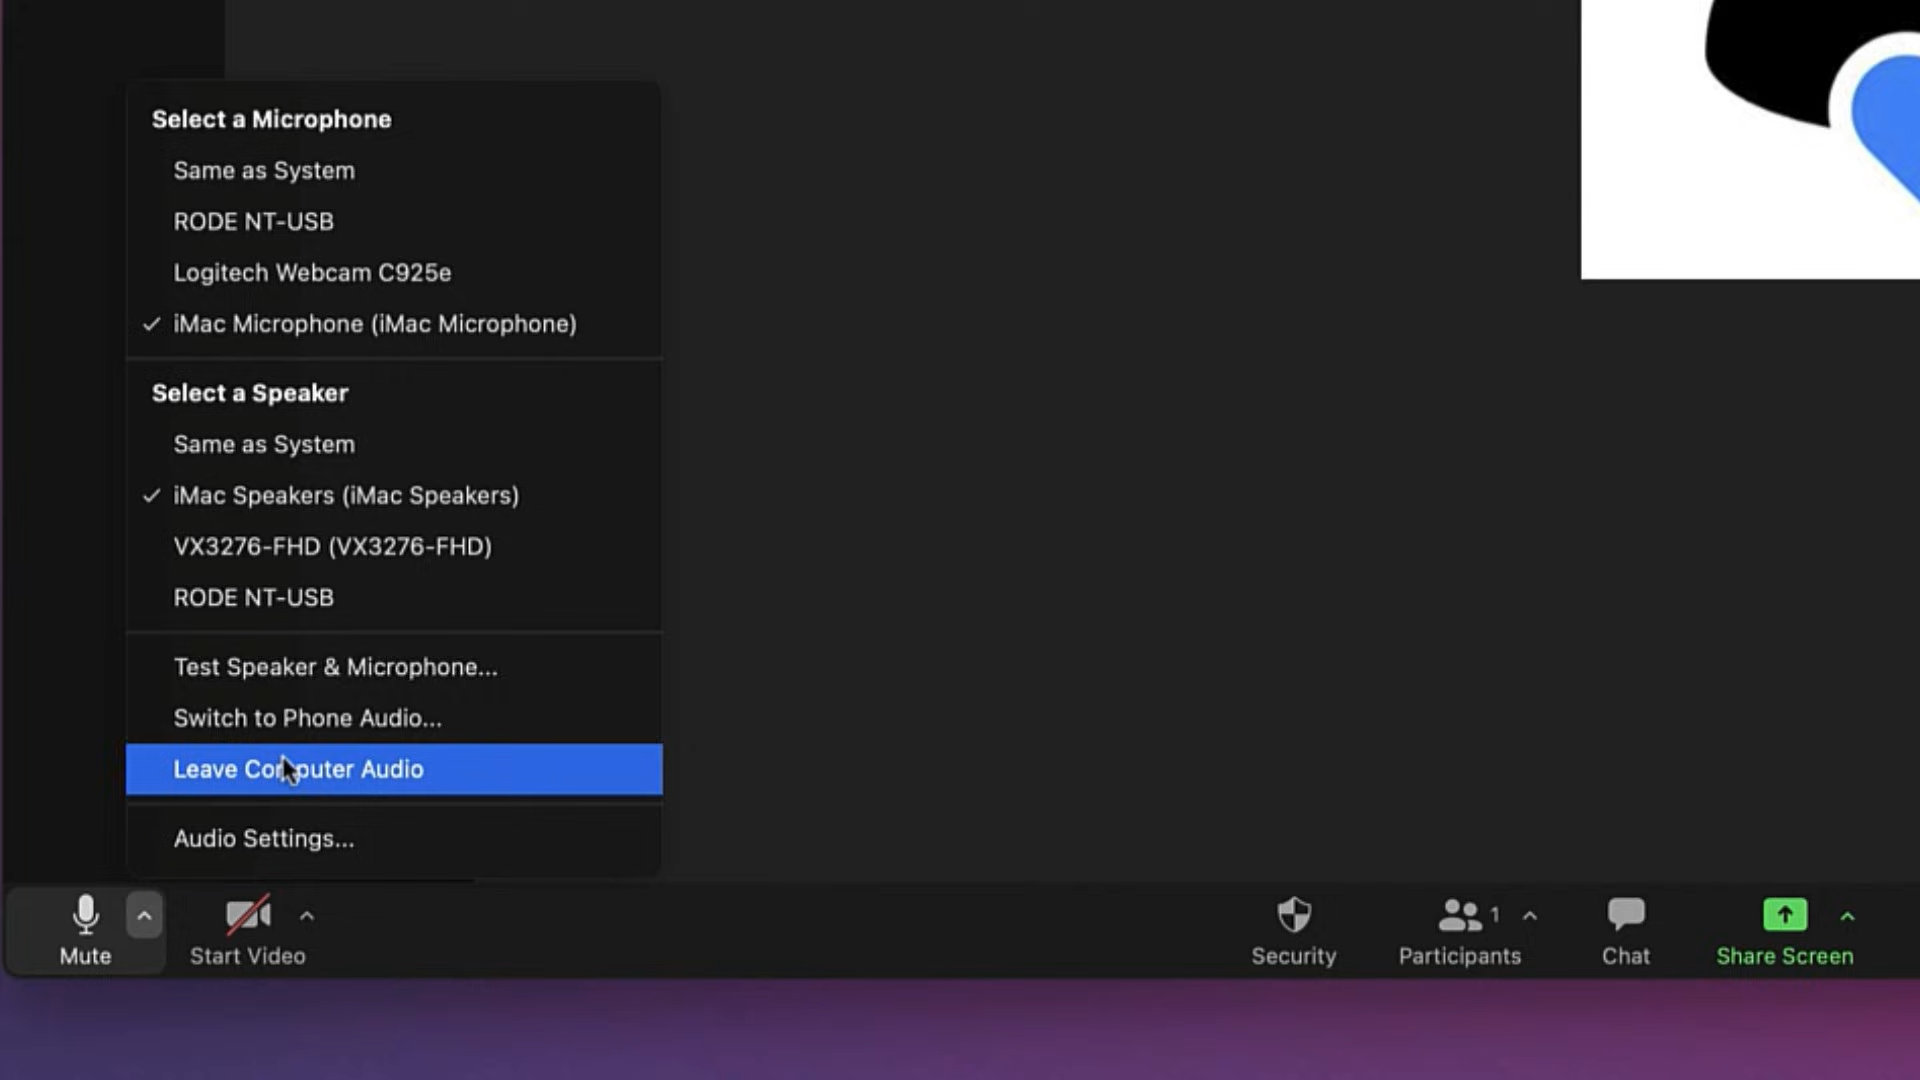 Select a Microphone
Same as System
RODE NT-USB
Logitech Webcam C925e
✓ iMac Microphone (iMac Microphone)
Select a Speaker
Same as System
✓ iMac Speakers (iMac Speakers)
VX3276-FHD (VX3276-FHD)
RODE NT-USB
Test Speaker & Microphone...
Switch to Phone Audio...
Leave Computer Audio
Audio Settings...
Mute
Start Video
Security
1
Participants
Chat
Share Screen